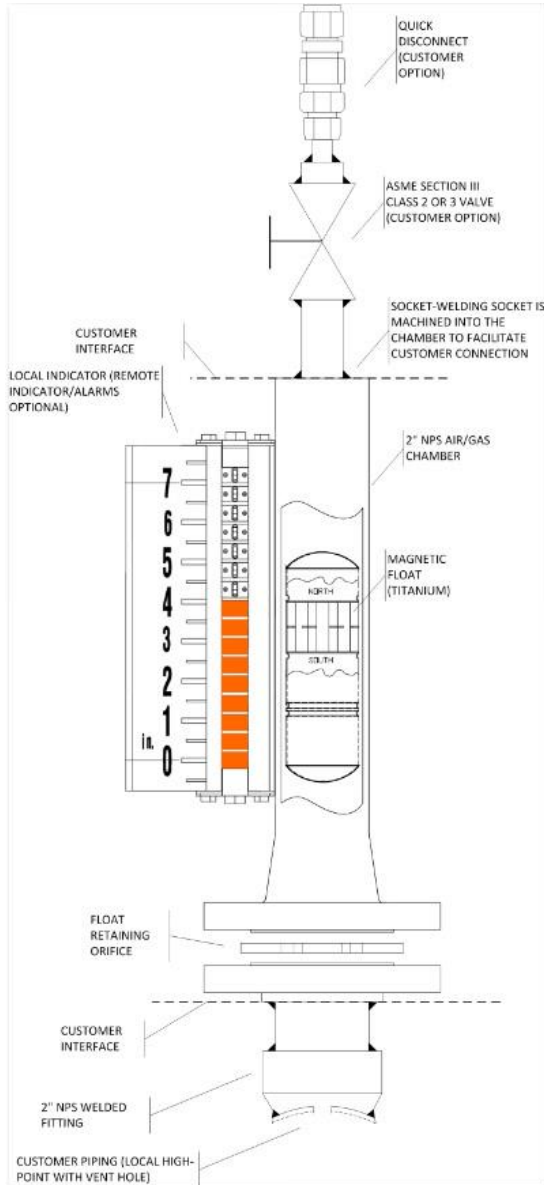 QUICK
DISCONNECT
(CUSTOMER
OPTION)
ASME SECTION III
CLASS 2 OR 3 VALVE
(CUSTOMER OPTION)
SOCKET-WELDING SOCKET IS
MACHINED INTO THE
CHAMBER TO FACILITATE
CUSTOMER CONNECTION
CUSTOMER
INTERFACE
LOCAL INDICATOR (REMOTE
INDICATOR/ALARMS
OPTIONAL)
2" NPS AIR/GAS
CHAMBER
7
6
5
4
3
2
1
in.
0
MAGNETIC
FLOAT
(TITANIUM)
NORTH
SOUTH
FLOAT
RETAINING
ORIFICE
CUSTOMER
INTERFACE
2" NPS WELDED
FITTING
CUSTOMER PIPING (LOCAL HIGH-
POINT WITH VENT HOLE)